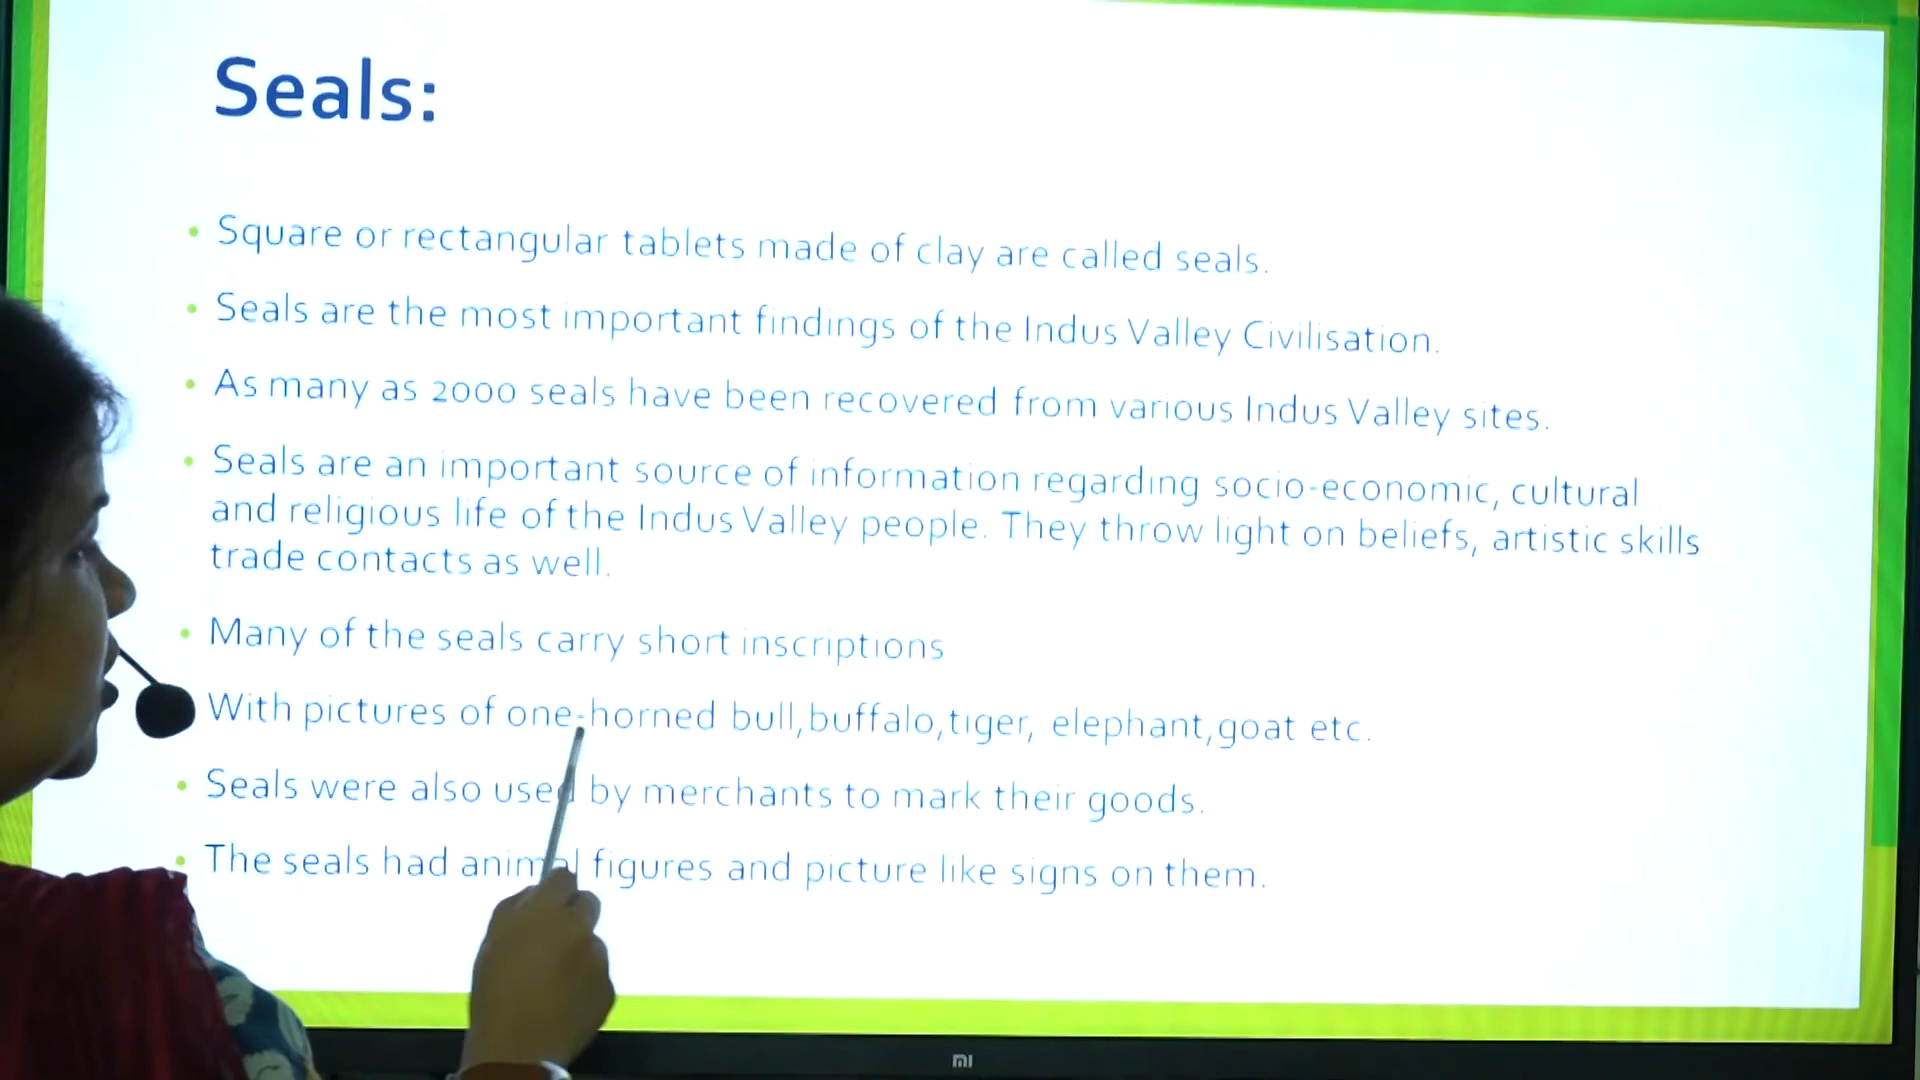 Seals:
• Square or rectangular tablets made of clay are called seals.
• Seals are the most important findings of the Indus Valley Civilisation.
• As many as 2000 seals have been recovered from various Indus Valley sites.
• Seals are an important source of information regarding socio-economic, cultural
and religious life of the Indus Valley people. They throw light on beliefs, artistic skills
trade contacts as well.
• Many of the seals carry short inscriptions
With pictures of one-horned bull,buffalo,tiger, elephant,goat etc.
• Seals were also used by merchants to mark their goods.
• The seals had animal figures and picture like signs on them.
mi